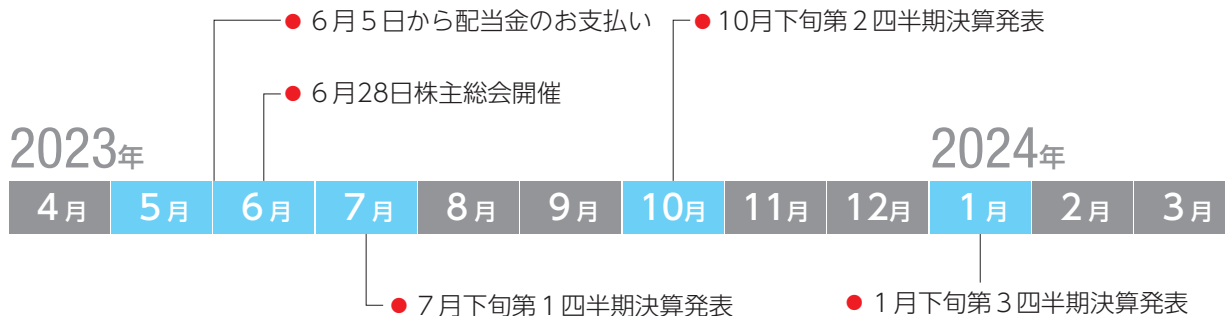 ● 6月5日から配当金のお支払い
● 10月下旬第2四半期決算発表
● 6月28日株主総会開催
2023年
2024年
4月 5月 6月 7月 8月 9月 10月 11月 12月 1月 2月 3月
● 7月下旬第1四半期決算発表
● 1月下旬第3四半期決算発表